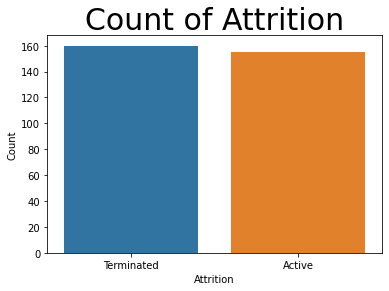 Count of Attrition
160
140
120
100
80
60
40
20
0
Count
Terminated Active
Attrition